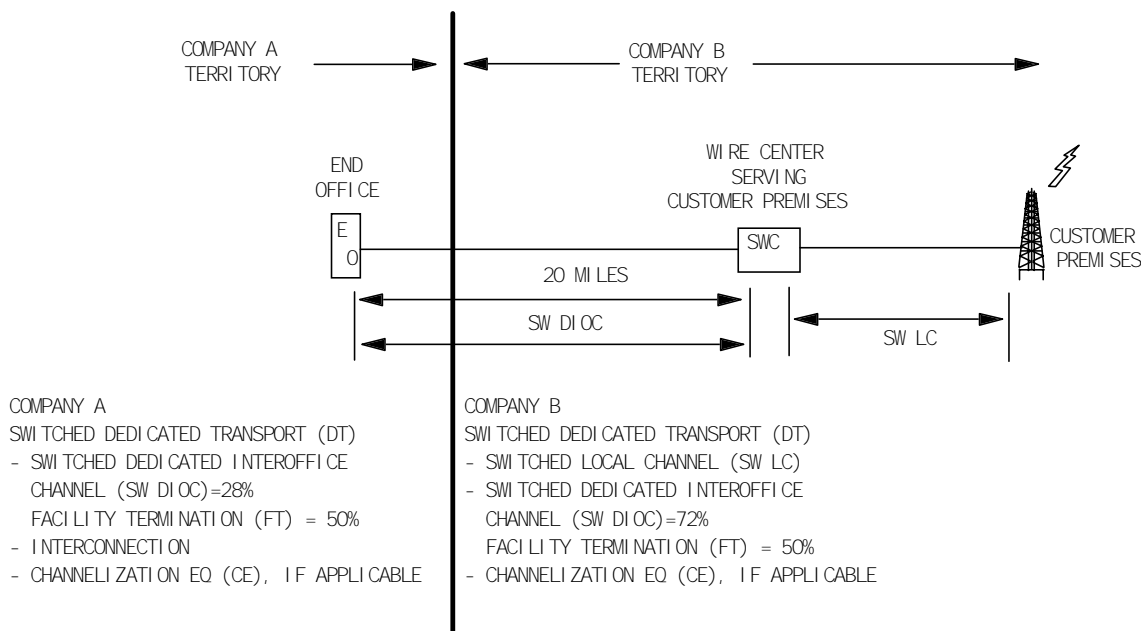 COMPANY A
TERRITORY
COMPANY B
TERRITORY
END
OFFICE
WIRE CENTER
SERVING
CUSTOMER PREMISES
E
O
SWC
CUSTOMER
PREMISES
20 MILES
SW DIOC
SW LC
COMPANY A
SWITCHED DEDICATED TRANSPORT (DT)
- SWITCHED DEDICATED INTEROFFICE
CHANNEL (SW DIOC)=28%
FACILITY TERMINATION (FT) = 50%
- INTERCONNECTION
- CHANNELIZATION EQ (CE), IF APPLICABLE
COMPANY B
SWITCHED DEDICATED TRANSPORT (DT)
- SWITCHED LOCAL CHANNEL (SW LC)
- SWITCHED DEDICATED INTEROFFICE
CHANNEL (SW DIOC)=72%
FACILITY TERMINATION (FT) = 50%
- CHANNELIZATION EQ (CE), IF APPLICABLE